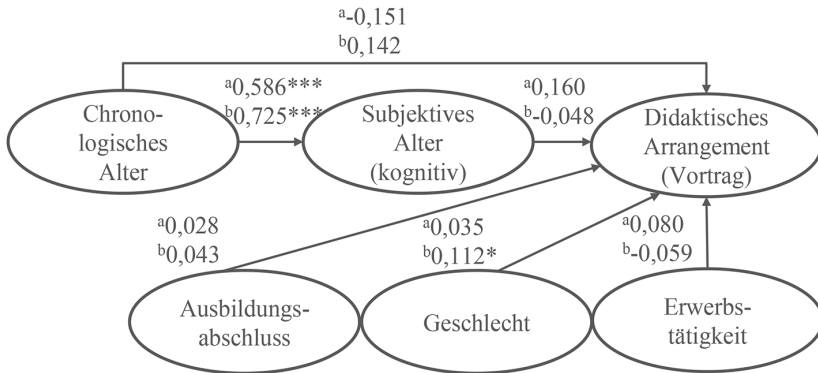 ᵃ-0,151
ᵇ0,142
ᵃ0,586***
ᵇ0,725***
ᵃ0,160
ᵇ-0,048
Chrono-
logisches
Alter
Subjektives
Alter
(kognitiv)
Didaktisches
Arrangement
(Vortrag)
ᵃ0,028
ᵇ0,043
ᵃ0,035
ᵇ0,112*
ᵃ0,080
ᵇ-0,059
Ausbildungs-
abschluss
Geschlecht
Erwerbs-
tätigkeit